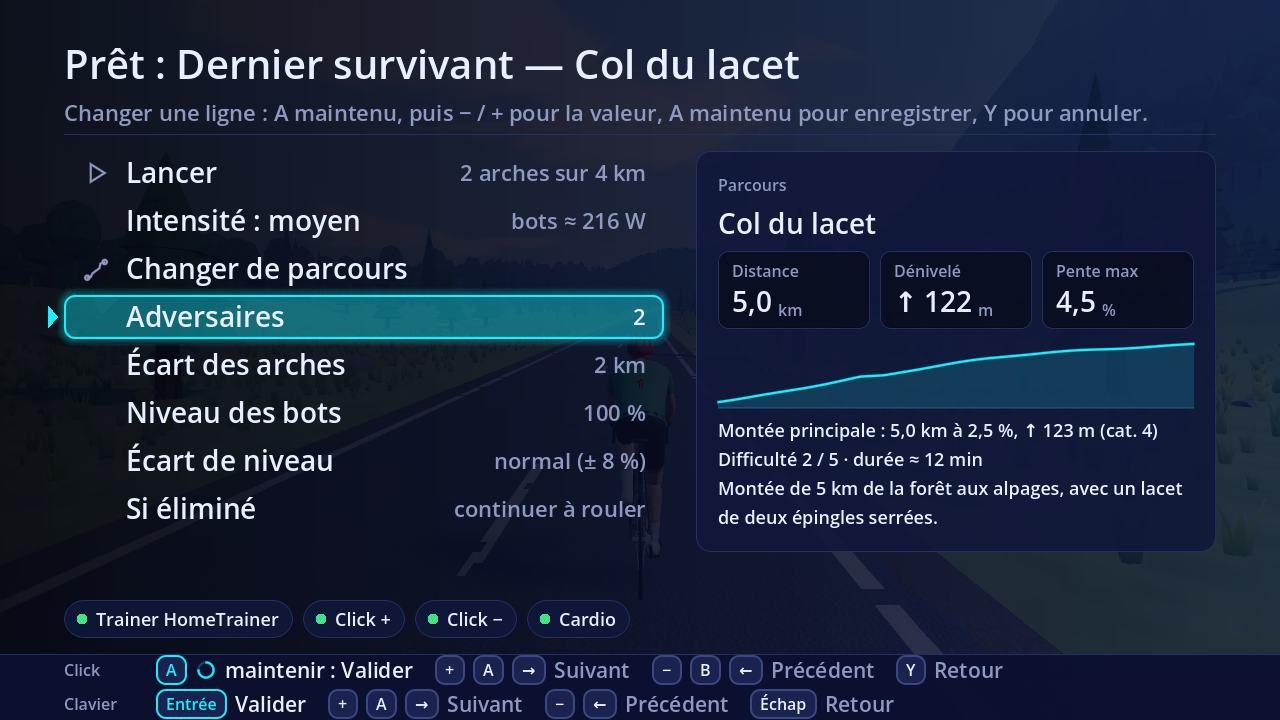 Prêt : Dernier survivant — Col du lacet
Changer une ligne : A maintenu, puis − / + pour la valeur, A maintenu pour enregistrer, Y pour annuler.
Lancer 2 arches sur 4 km
Intensité : moyen bots ≈ 216 W
Changer de parcours
Adversaires 2
Écart des arches 2 km
Niveau des bots 100 %
Écart de niveau normal (± 8 %)
Si éliminé continuer à rouler
Parcours
Col du lacet
Distance Dénivelé Pente max
5,0 km ↑ 122 m 4,5 %
Montée principale : 5,0 km à 2,5 %, ↑ 123 m (cat. 4)
Difficulté 2 / 5 · durée ≈ 12 min
Montée de 5 km de la forêt aux alpages, avec un lacet
de deux épingles serrées.
Trainer HomeTrainer Click + Click − Cardio
Click A maintenir : Valider + A → Suivant − B ← Précédent Y Retour
Clavier Entrée Valider + A → Suivant − ← Précédent Échap Retour